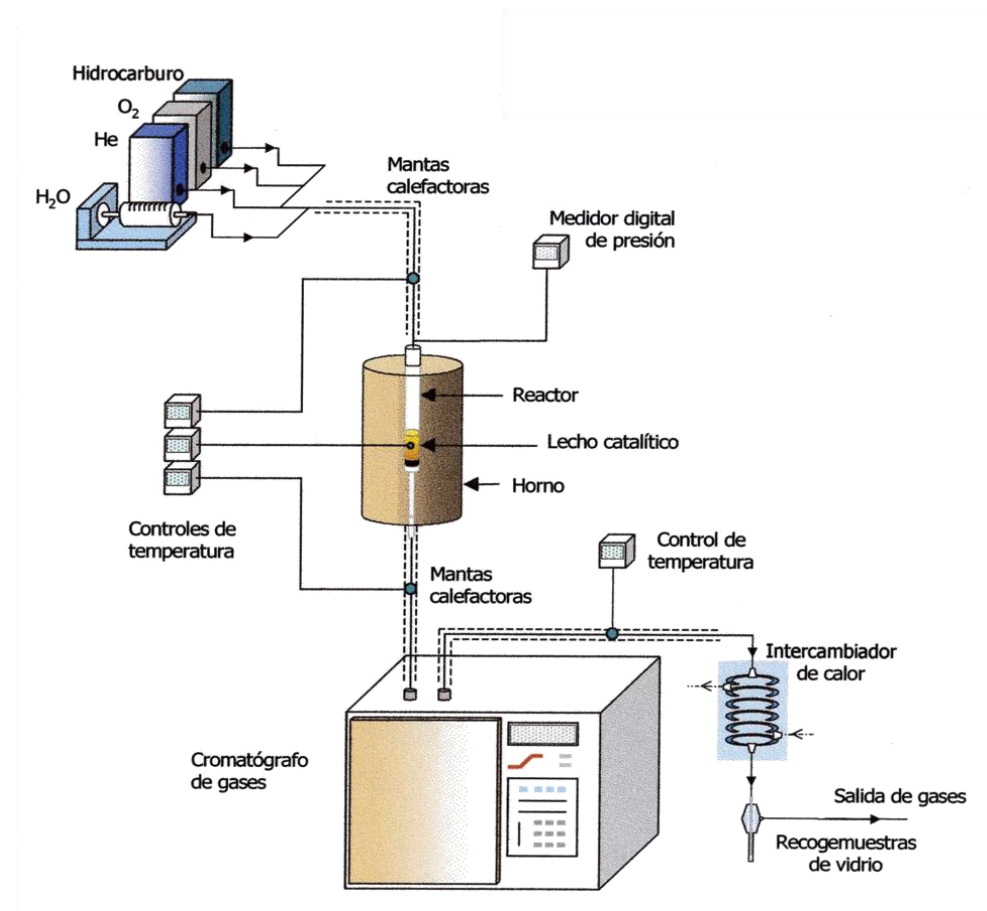 Hidrocarburo
O2
He
H2O
Mantas
calefactoras
Medidor digital
de presión
Reactor
Lecho catalítico
Horno
Controles de
temperatura
Control de
temperatura
Mantas
calefactoras
Intercambiador
de calor
Cromatógrafo
de gases
Salida de gases
Recogemuestras
de vidrio